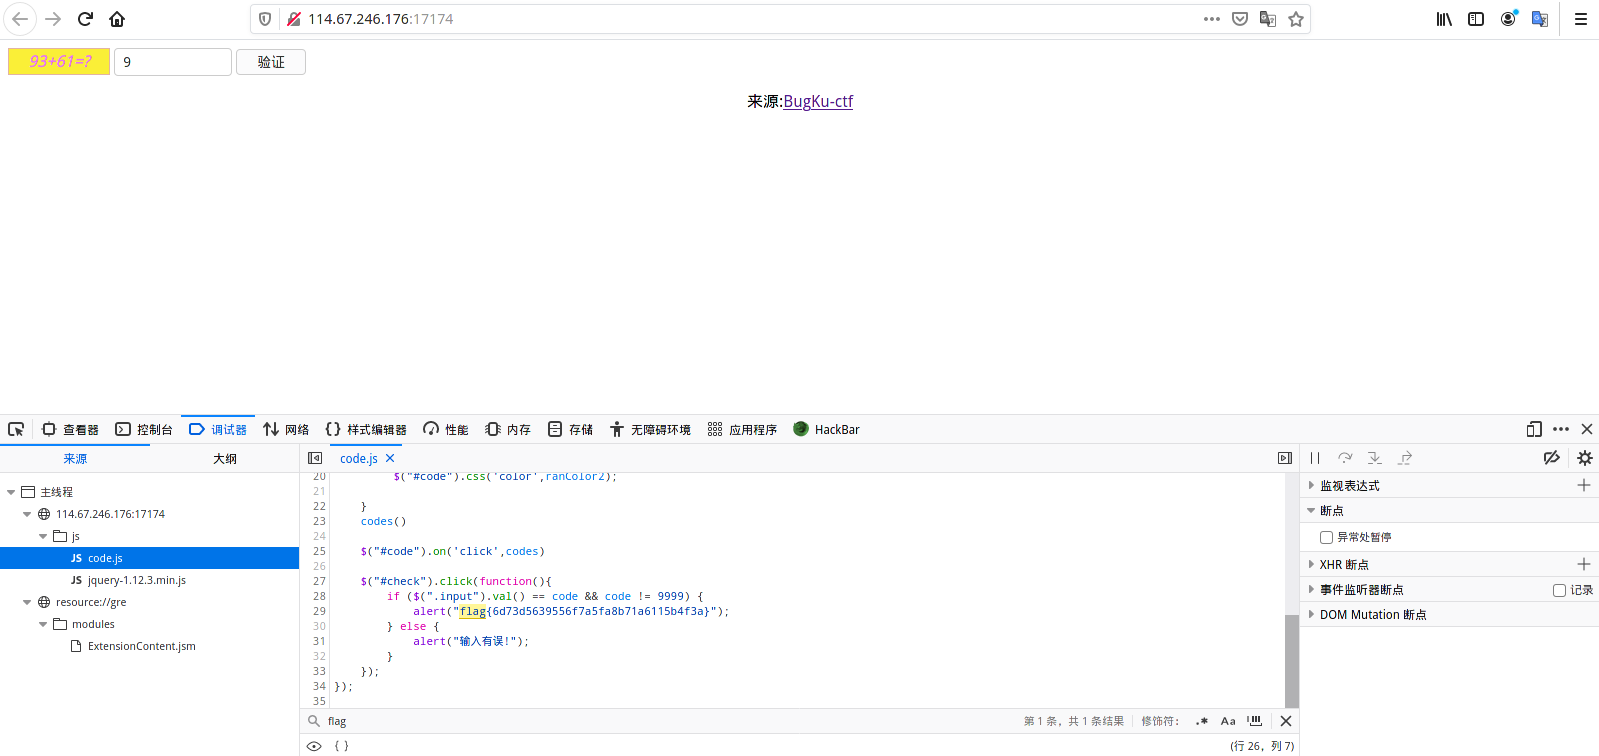 114.67.246.176:17174
93+61=? 9 验证
来源:BugKu-ctf
查看器 控制台 调试器 网络 样式编辑器 性能 内存 存储 无障碍环境 应用程序 HackBar
来源 大纲
主线程
114.67.246.176:17174
js
JS code.js
JS jquery-1.12.3.min.js
resource://gre
modules
ExtensionContent.jsm
code.js
20 $("#code").css('color',ranColor2);
21
22 }
23 codes()
24
25 $("#code").on('click',codes)
26
27 $("#check").click(function(){
28 if ($(".input").val() == code && code != 9999) {
29 alert("flag{6d73d5639556f7a5fa8b71a6115b4f3a}");
30 } else {
31 alert("输入有误!");
32 }
33 });
34 });
35
flag 第 1 条，共 1 条结果 修饰符： .* Aa
{ } (行 26，列 7)
监视表达式
断点
异常处暂停
XHR 断点
事件监听器断点 记录
DOM Mutation 断点